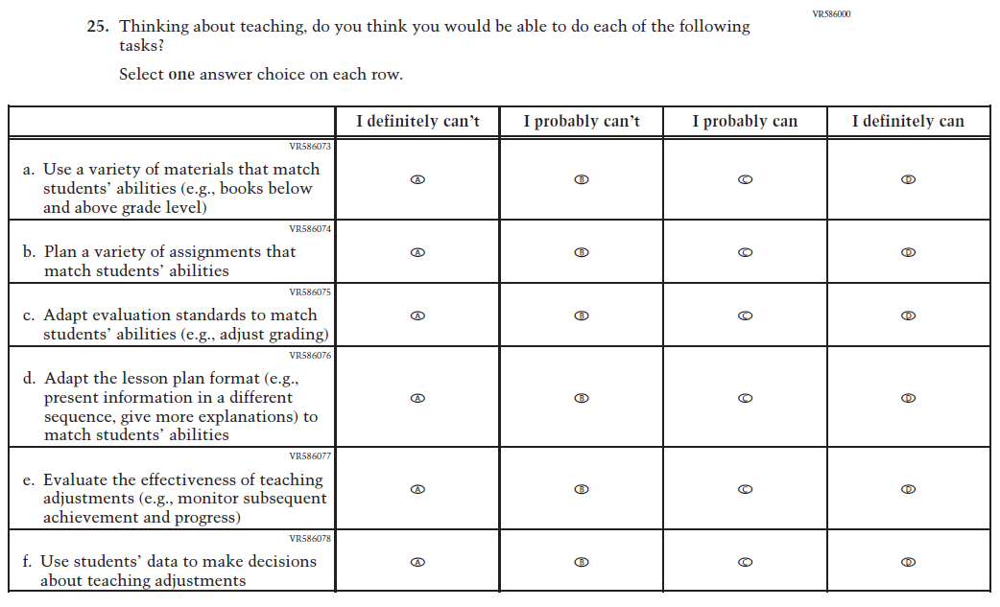 VR586000
25. Thinking about teaching, do you think you would be able to do each of the following
tasks?
Select one answer choice on each row.
I definitely can't I probably can't I probably can I definitely can
VR586073
a. Use a variety of materials that match
students' abilities (e.g., books below
and above grade level)
A B C D
VR586074
b. Plan a variety of assignments that
match students' abilities
A B C D
VR586075
c. Adapt evaluation standards to match
students' abilities (e.g., adjust grading)
A B C D
VR586076
d. Adapt the lesson plan format (e.g.,
present information in a different
sequence, give more explanations) to
match students' abilities
A B C D
VR586077
e. Evaluate the effectiveness of teaching
adjustments (e.g., monitor subsequent
achievement and progress)
A B C D
VR586078
f. Use students' data to make decisions
about teaching adjustments
A B C D